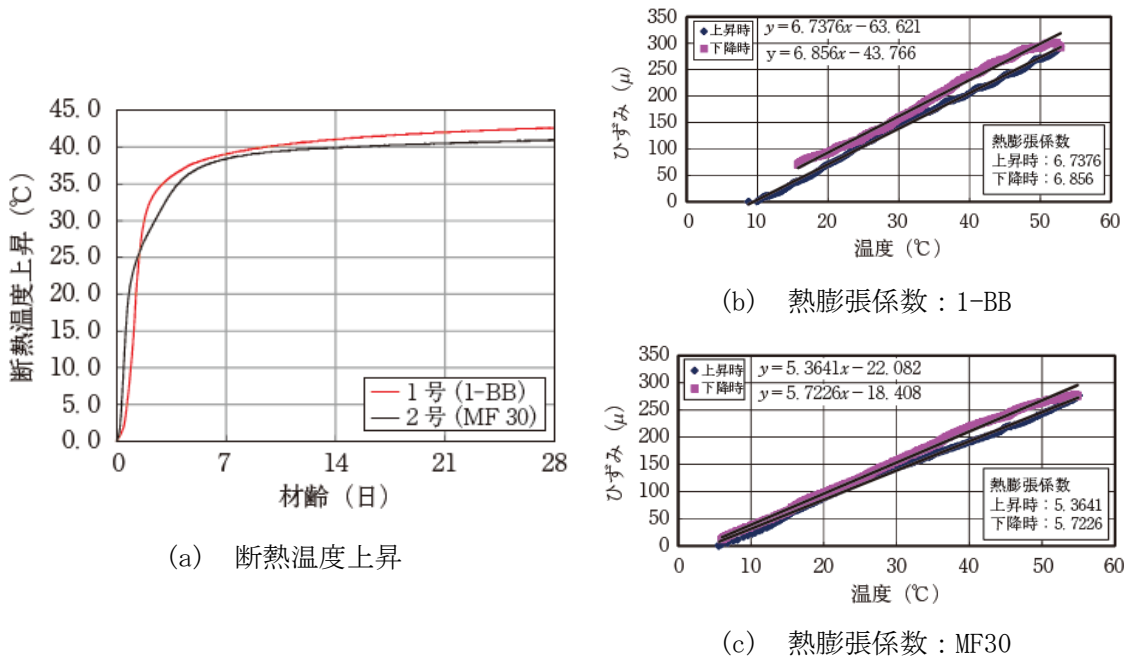 断熱温度上昇(℃)
45.0
40.0
35.0
30.0
25.0
20.0
15.0
10.0
5.0
0.0
1号(1-BB)
2号(MF 30)
0 7 14 21 28
材齢(日)
(a) 断熱温度上昇
ひずみ(μ)
350
300
250
200
150
100
50
0
上昇時 y=6.7376x-63.621
下降時 y=6.856x-43.766
熱膨張係数
上昇時:6.7376
下降時:6.856
0 10 20 30 40 50 60
温度(℃)
(b) 熱膨張係数:1-BB
ひずみ(μ)
350
300
250
200
150
100
50
0
上昇時 y=5.3641x-22.082
下降時 y=5.7226x-18.408
熱膨張係数
上昇時:5.3641
下降時:5.7226
0 10 20 30 40 50 60
温度(℃)
(c) 熱膨張係数:MF30